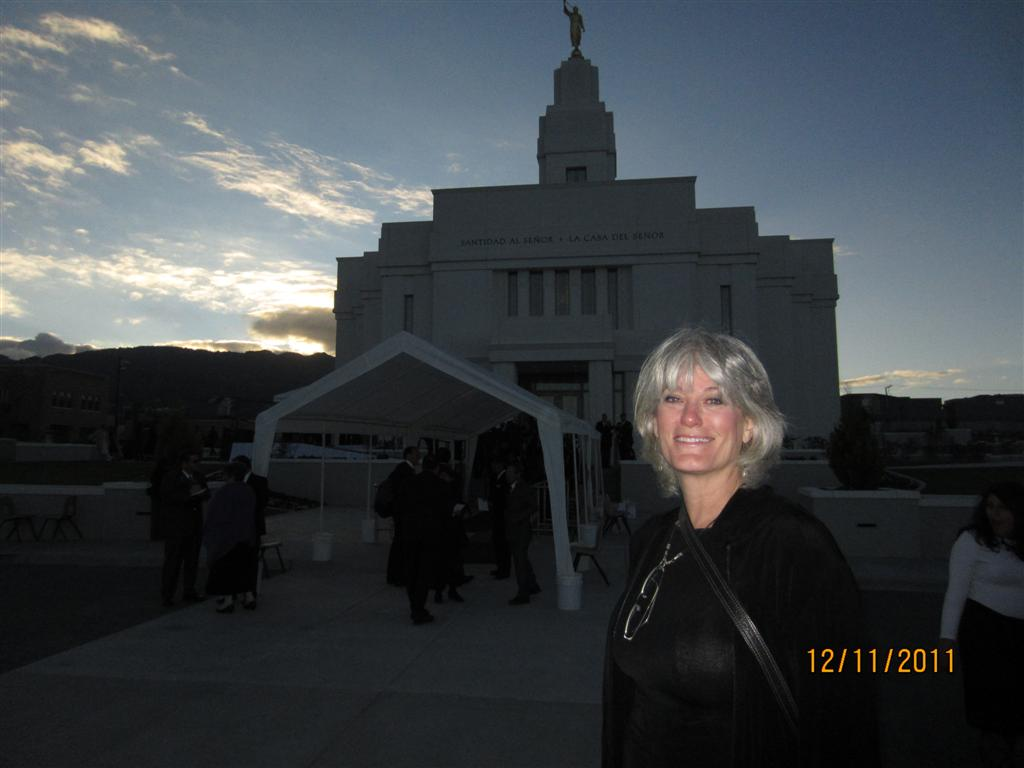 SANTIDAD AL SEÑOR • LA CASA DEL SEÑOR
12/11/2011